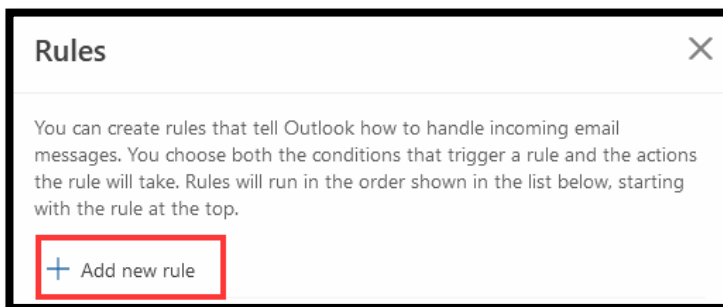 Rules
You can create rules that tell Outlook how to handle incoming email
messages. You choose both the conditions that trigger a rule and the actions
the rule will take. Rules will run in the order shown in the list below, starting
with the rule at the top.
Add new rule